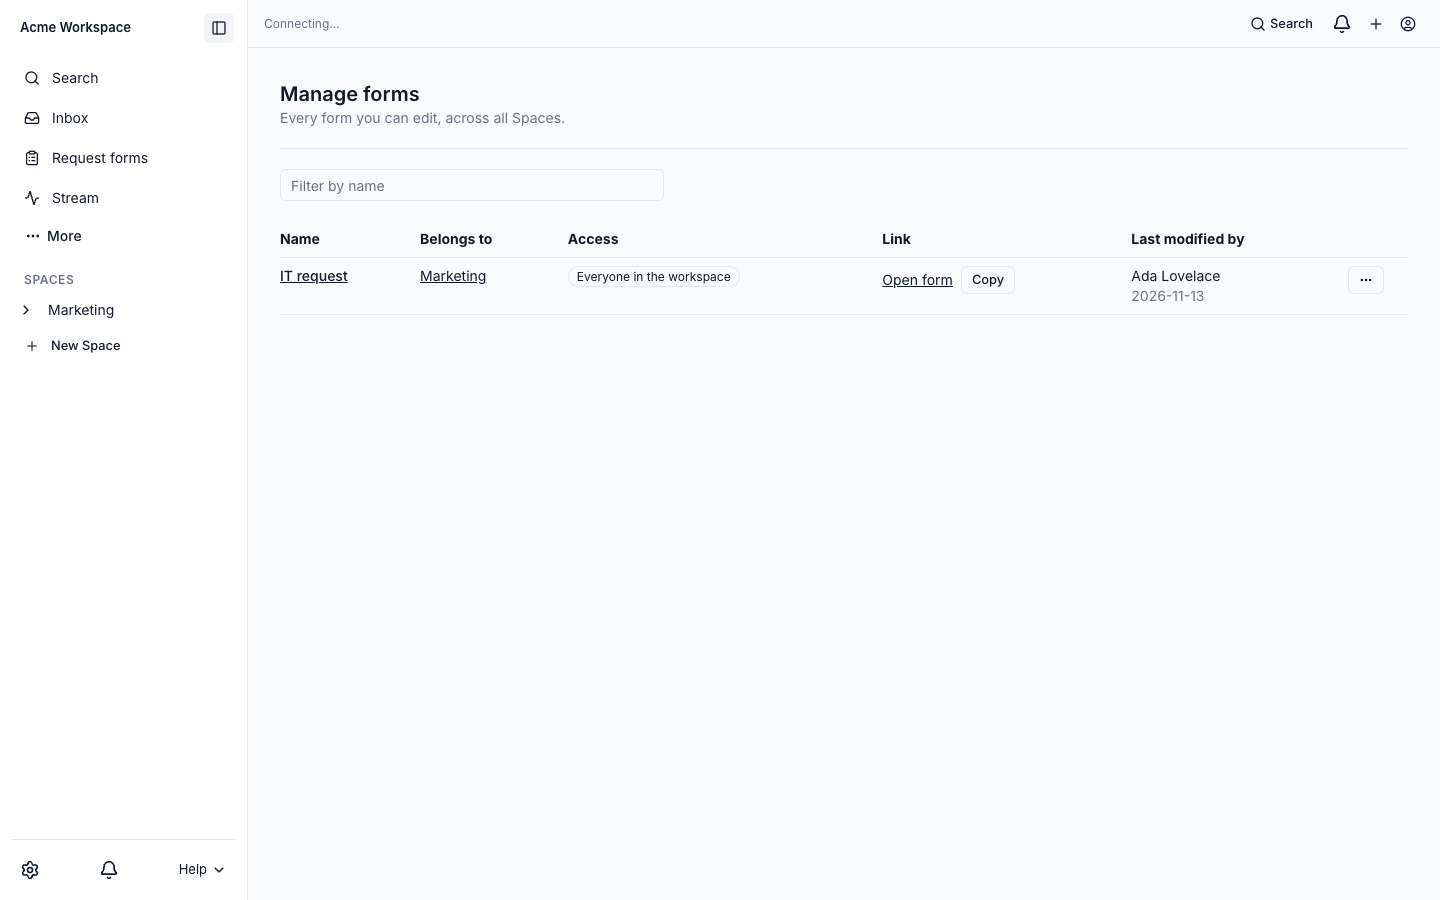 Acme Workspace
Search
Inbox
Request forms
Stream
More
SPACES
Marketing
New Space
Help
Connecting...
Search
Manage forms
Every form you can edit, across all Spaces.
Filter by name
Name Belongs to Access Link Last modified by
IT request Marketing Everyone in the workspace Open form Copy Ada Lovelace
2026-11-13